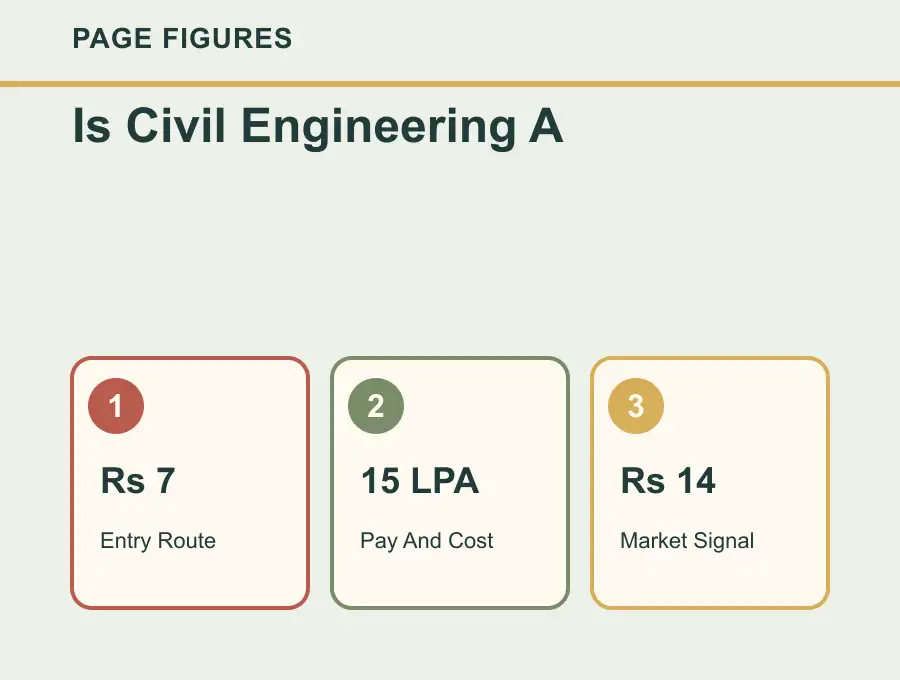 PAGE FIGURES
Is Civil Engineering A
1
Rs 7
Entry Route
2
15 LPA
Pay And Cost
3
Rs 14
Market Signal